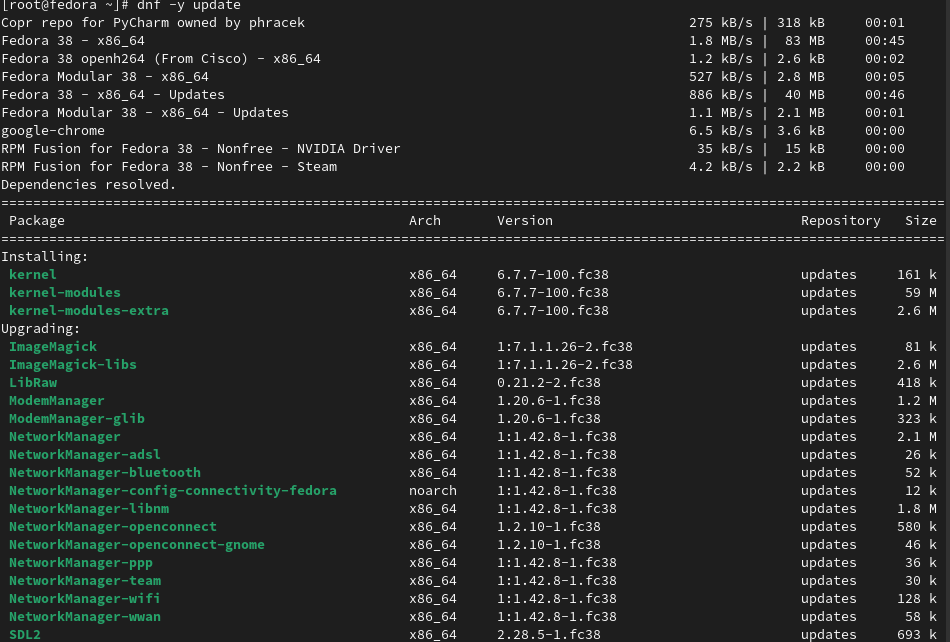 [root@fedora ~]# dnf -y update
Copr repo for PyCharm owned by phracek 275 kB/s | 318 kB 00:01
Fedora 38 - x86_64 1.8 MB/s | 83 MB 00:45
Fedora 38 openh264 (From Cisco) - x86_64 1.2 kB/s | 2.6 kB 00:02
Fedora Modular 38 - x86_64 527 kB/s | 2.8 MB 00:05
Fedora 38 - x86_64 - Updates 886 kB/s | 40 MB 00:46
Fedora Modular 38 - x86_64 - Updates 1.1 MB/s | 2.1 MB 00:01
google-chrome 6.5 kB/s | 3.6 kB 00:00
RPM Fusion for Fedora 38 - Nonfree - NVIDIA Driver 35 kB/s | 15 kB 00:00
RPM Fusion for Fedora 38 - Nonfree - Steam 4.2 kB/s | 2.2 kB 00:00
Dependencies resolved.
======================================================================================================================
Package Arch Version Repository Size
======================================================================================================================
Installing:
kernel x86_64 6.7.7-100.fc38 updates 161 k
kernel-modules x86_64 6.7.7-100.fc38 updates 59 M
kernel-modules-extra x86_64 6.7.7-100.fc38 updates 2.6 M
Upgrading:
ImageMagick x86_64 1:7.1.1.26-2.fc38 updates 81 k
ImageMagick-libs x86_64 1:7.1.1.26-2.fc38 updates 2.6 M
LibRaw x86_64 0.21.2-2.fc38 updates 418 k
ModemManager x86_64 1.20.6-1.fc38 updates 1.2 M
ModemManager-glib x86_64 1.20.6-1.fc38 updates 323 k
NetworkManager x86_64 1:1.42.8-1.fc38 updates 2.1 M
NetworkManager-adsl x86_64 1:1.42.8-1.fc38 updates 26 k
NetworkManager-bluetooth x86_64 1:1.42.8-1.fc38 updates 52 k
NetworkManager-config-connectivity-fedora noarch 1:1.42.8-1.fc38 updates 12 k
NetworkManager-libnm x86_64 1:1.42.8-1.fc38 updates 1.8 M
NetworkManager-openconnect x86_64 1.2.10-1.fc38 updates 580 k
NetworkManager-openconnect-gnome x86_64 1.2.10-1.fc38 updates 46 k
NetworkManager-ppp x86_64 1:1.42.8-1.fc38 updates 36 k
NetworkManager-team x86_64 1:1.42.8-1.fc38 updates 30 k
NetworkManager-wifi x86_64 1:1.42.8-1.fc38 updates 128 k
NetworkManager-wwan x86_64 1:1.42.8-1.fc38 updates 58 k
SDL2 x86_64 2.28.5-1.fc38 updates 693 k